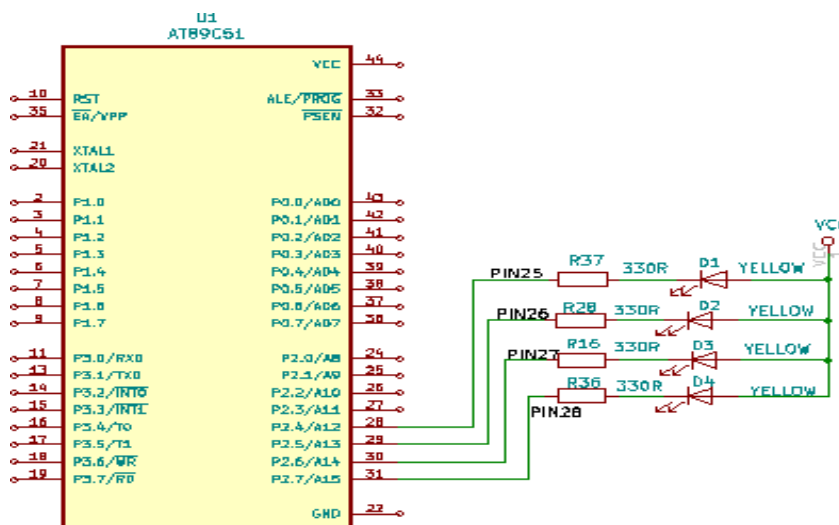 U1
AT89C51
VCC 44
10 RST
ALE/PROG 33
35 EA/VPP
PSEN 32
21 XTAL1
20 XTAL2
2 P1.0
P0.0/AD0 43
3 P1.1
P0.1/AD1 42
4 P1.2
P0.2/AD2 41
5 P1.3
P0.3/AD3 40
6 P1.4
P0.4/AD4 39
7 P1.5
P0.5/AD5 38
8 P1.6
P0.6/AD6 37
9 P1.7
P0.7/AD7 36
11 P3.0/RXD
P2.0/A8 24
13 P3.1/TXD
P2.1/A9 25
14 P3.2/INT0
P2.2/A10 26
15 P3.3/INT1
P2.3/A11 27
16 P3.4/T0
P2.4/A12 28
17 P3.5/T1
P2.5/A13 29
18 P3.6/WR
P2.6/A14 30
19 P3.7/RD
P2.7/A15 31
GND 22
VCC
PIN25 R37 330R D1 YELLOW
PIN26 R28 330R D2 YELLOW
PIN27 R16 330R D3 YELLOW
PIN28 R36 330R D4 YELLOW